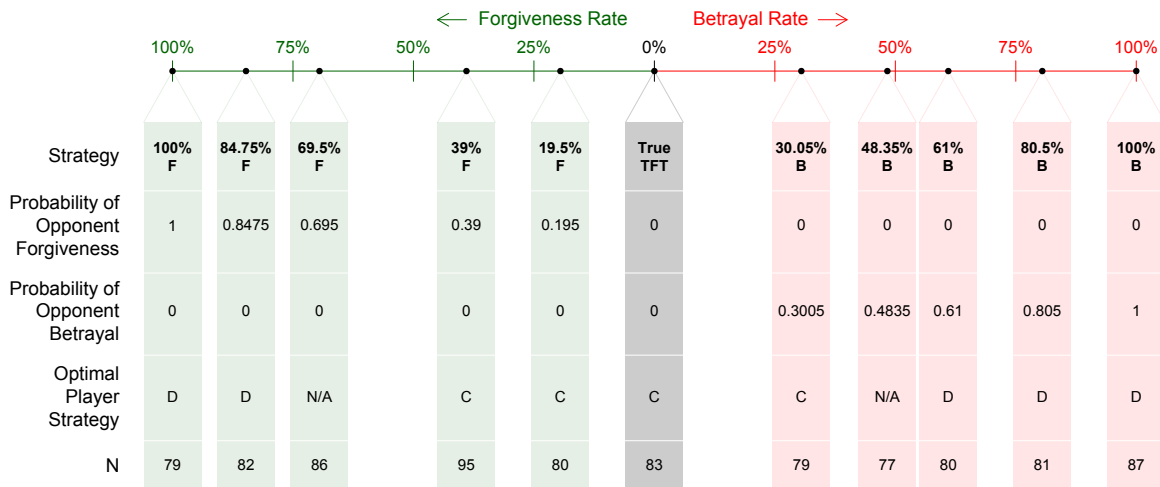 ← Forgiveness Rate Betrayal Rate →
100% 75% 50% 25% 0% 25% 50% 75% 100%
Strategy 100% F 84.75% F 69.5% F 39% F 19.5% F True TFT 30.05% B 48.35% B 61% B 80.5% B 100% B
Probability of Opponent Forgiveness 1 0.8475 0.695 0.39 0.195 0 0 0 0 0 0
Probability of Opponent Betrayal 0 0 0 0 0 0 0.3005 0.4835 0.61 0.805 1
Optimal Player Strategy D D N/A C C C C N/A D D D
N 79 82 86 95 80 83 79 77 80 81 87